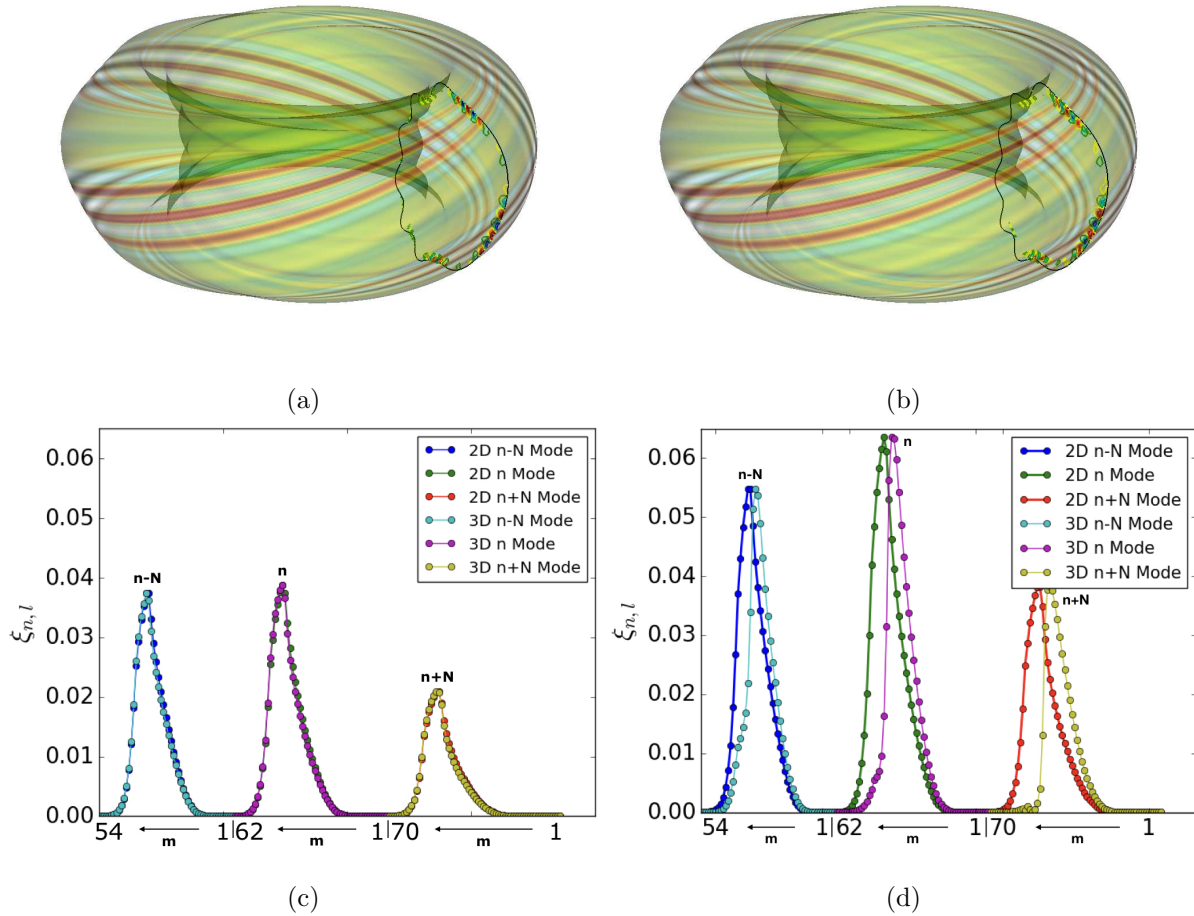 (a)
(b)
0.06
0.05
0.04
0.03
0.02
0.01
0.00
ξ̇n,l
n-N
n
n+N
2D n-N Mode
2D n Mode
2D n+N Mode
3D n-N Mode
3D n Mode
3D n+N Mode
54 1|62 1|70 1
m m m
(c)
0.06
0.05
0.04
0.03
0.02
0.01
0.00
n-N
n
n+N
2D n-N Mode
2D n Mode
2D n+N Mode
3D n-N Mode
3D n Mode
3D n+N Mode
54 1|62 1|70 1
m m m
(d)